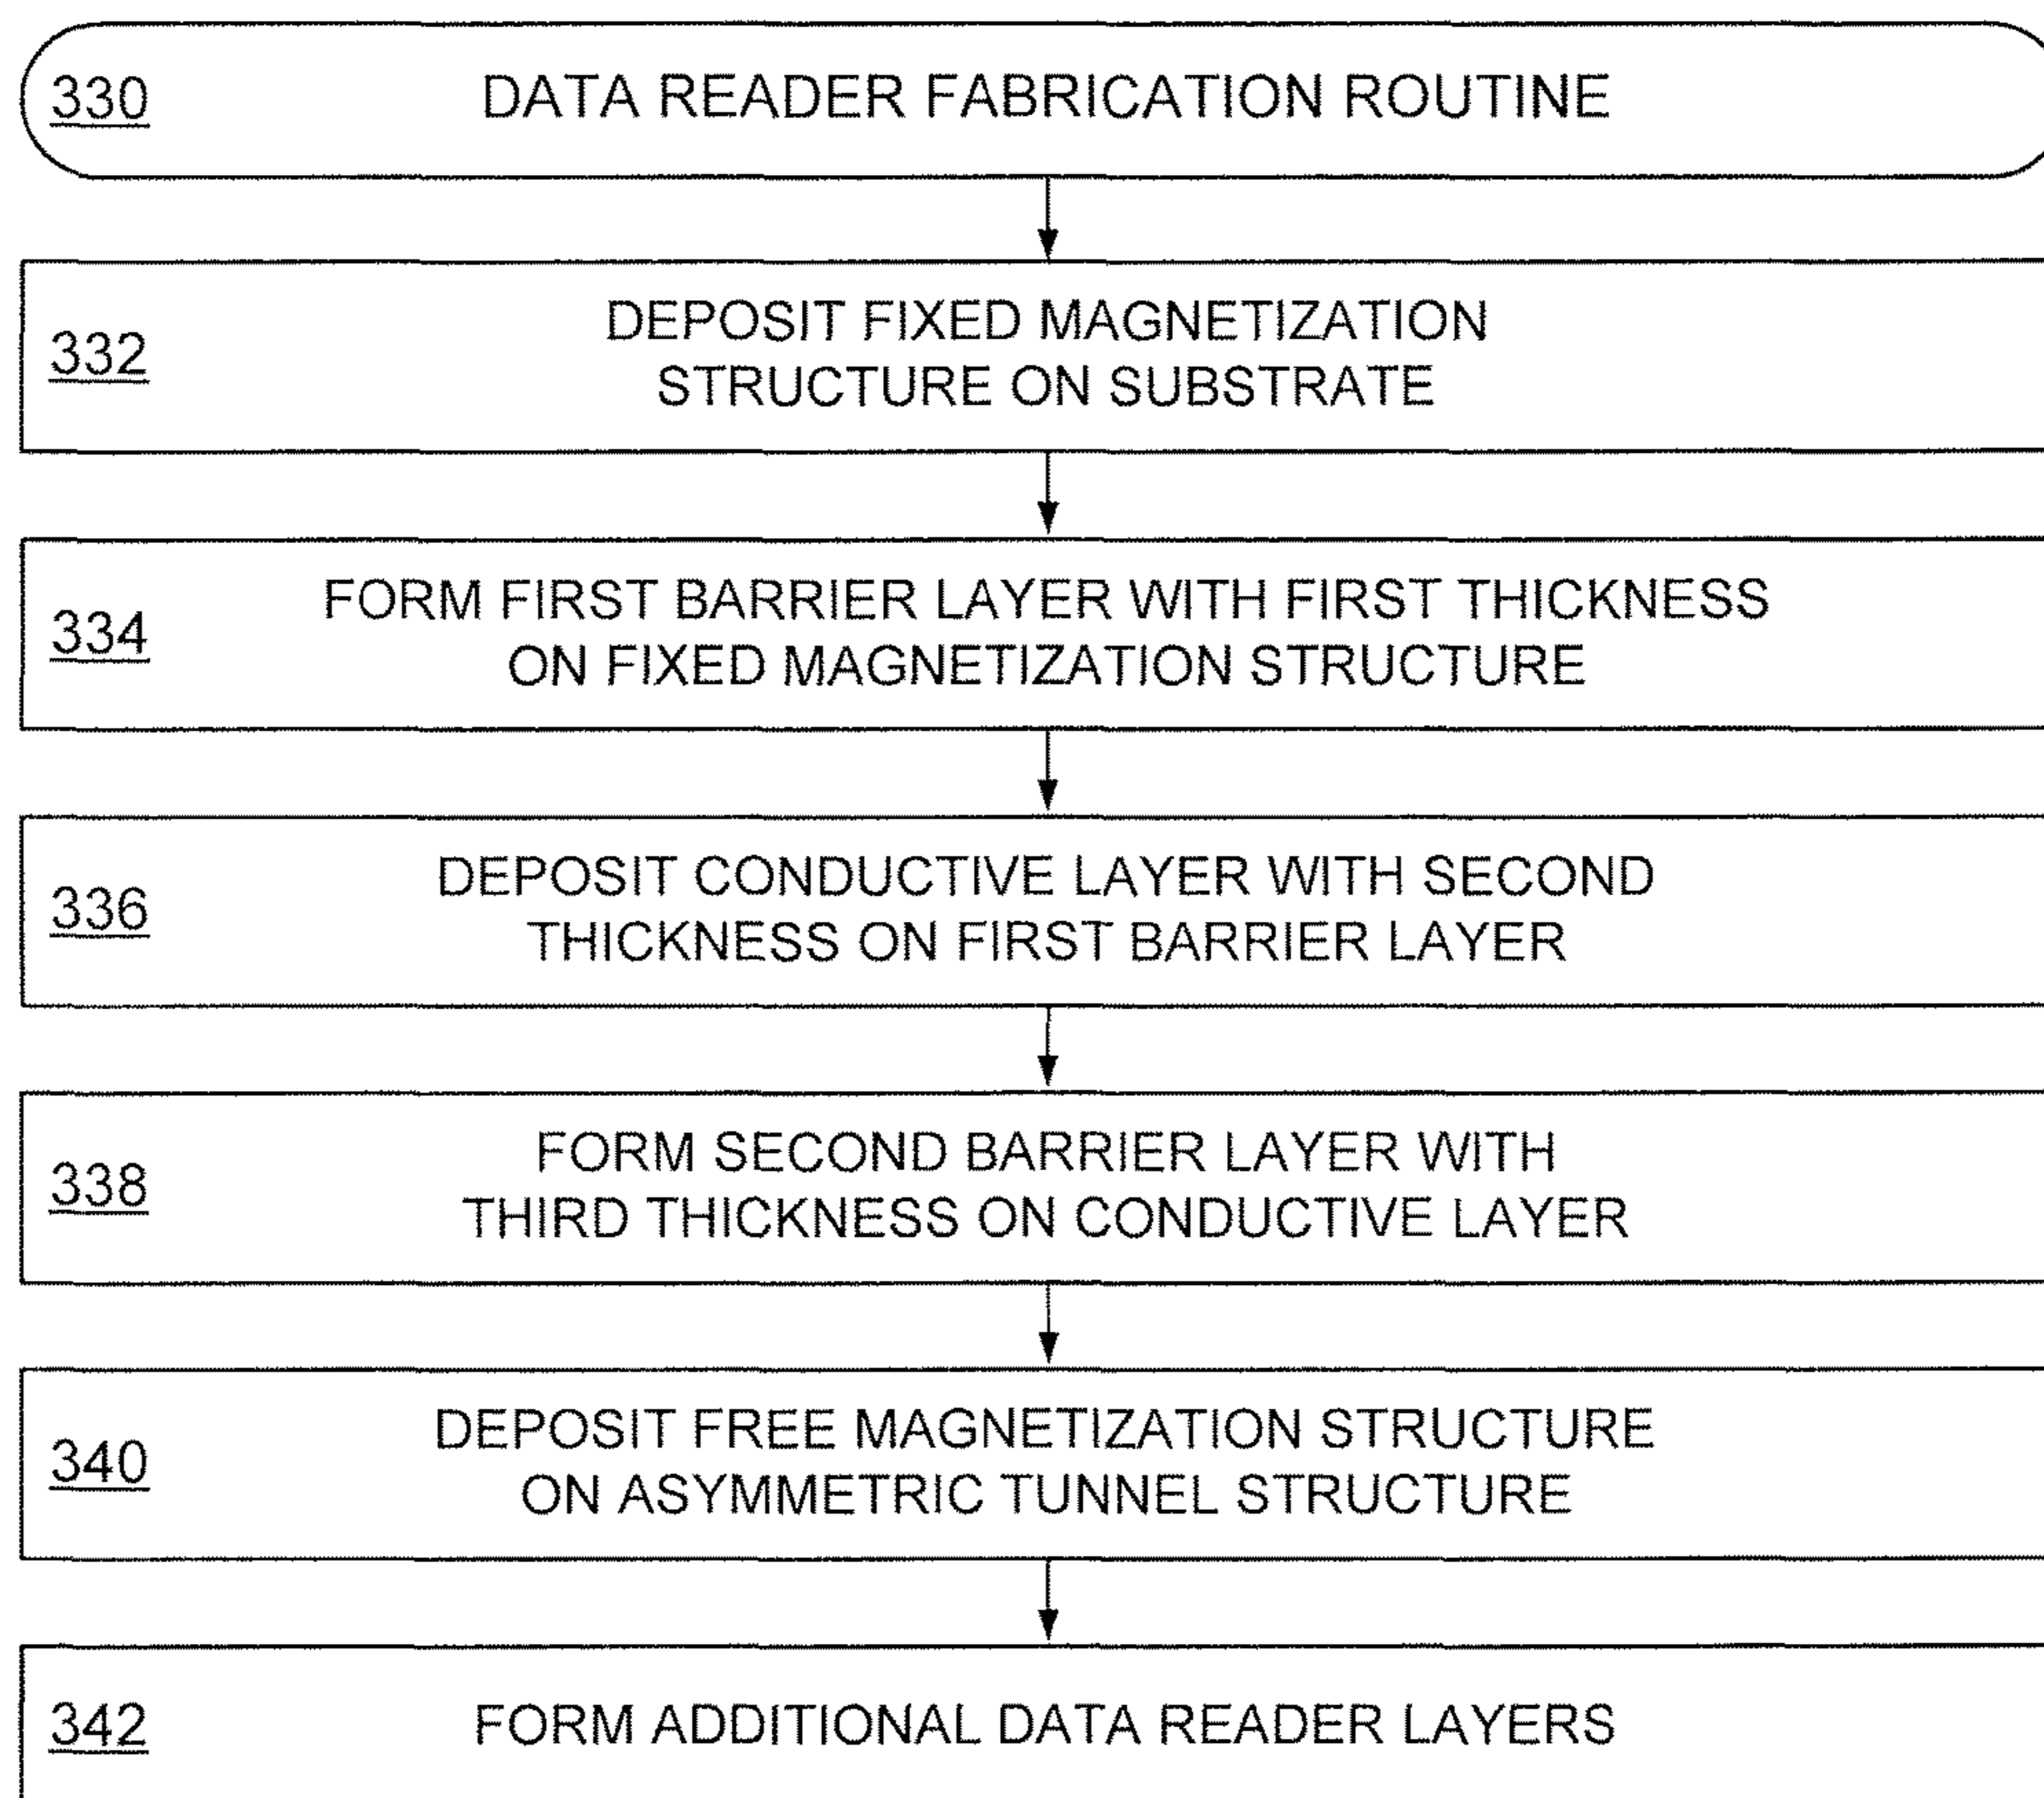 330 DATA READER FABRICATION ROUTINE
332
DEPOSIT FIXED MAGNETIZATION
STRUCTURE ON SUBSTRATE
334
FORM FIRST BARRIER LAYER WITH FIRST THICKNESS
ON FIXED MAGNETIZATION STRUCTURE
336
DEPOSIT CONDUCTIVE LAYER WITH SECOND
THICKNESS ON FIRST BARRIER LAYER
338
FORM SECOND BARRIER LAYER WITH
THIRD THICKNESS ON CONDUCTIVE LAYER
340
DEPOSIT FREE MAGNETIZATION STRUCTURE
ON ASYMMETRIC TUNNEL STRUCTURE
342 FORM ADDITIONAL DATA READER LAYERS